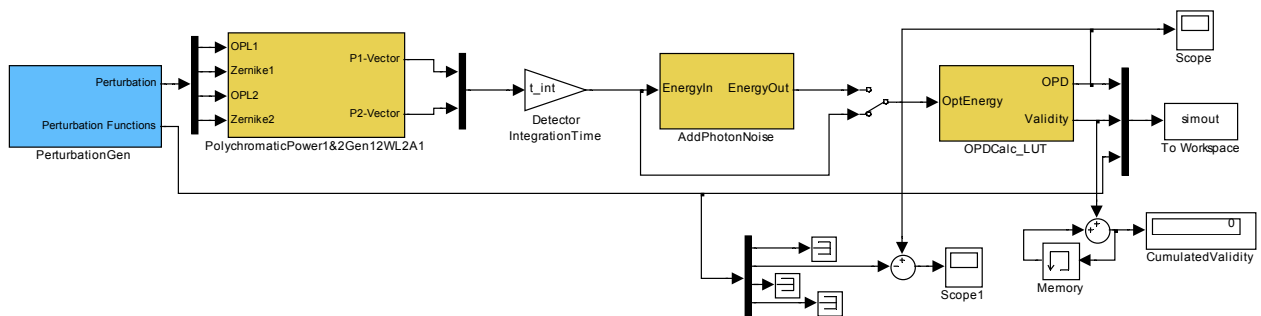 Perturbation
Perturbation Functions
PerturbationGen
OPL1
Zernike1
OPL2
Zernike2
P1-Vector
P2-Vector
PolychromaticPower1&2Gen12WL2A1
t_int
Detector
IntegrationTime
EnergyIn
EnergyOut
AddPhotonNoise
OptEnergy
OPD
Validity
OPDCalc_LUT
Scope
simout
To Workspace
Scope1
+
-
+
+
Memory
0
CumulatedValidity